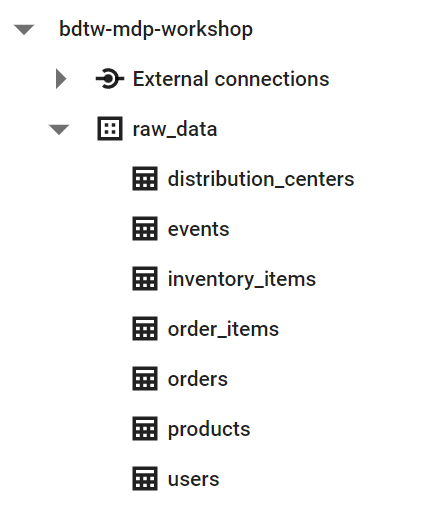 bdtw-mdp-workshop
External connections
raw_data
distribution_centers
events
inventory_items
order_items
orders
products
users